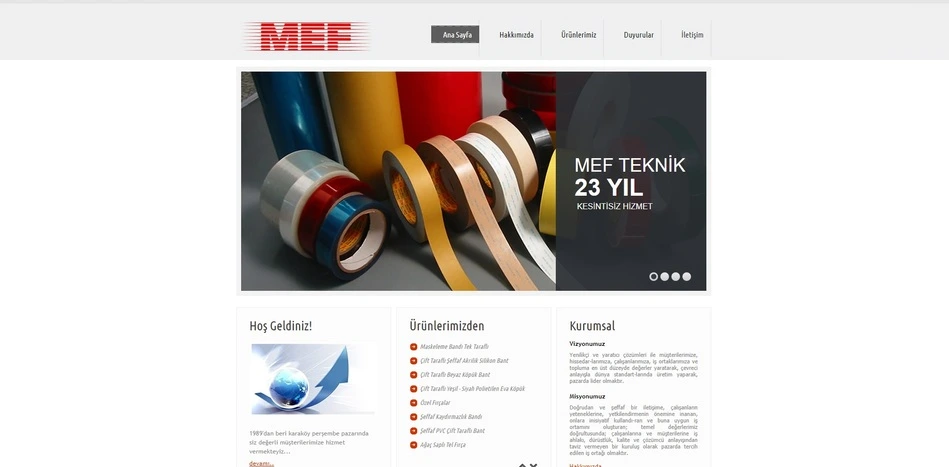 MEF
Ana Sayfa
Hakkımızda
Ürünlerimiz
Duyurular
İletişim
MEF TEKNİK
23 YIL
KESİNTİSİZ HİZMET
Hoş Geldiniz!
1989'dan beri karaköy perşembe pazarında
siz değerli müşterilerimize hizmet
vermekteyiz...
devamı...
Ürünlerimizden
Maskeleme Bandı Tek Taraflı
Çift Taraflı Şeffaf Akrilik Silikon Bant
Çift Taraflı Beyaz Köpük Bant
Çift Taraflı Yeşil - Siyah Polietilen Eva Köpük
Özel Fırçalar
Şeffaf Kaydırmazlık Bandı
Şeffaf PVC Çift Taraflı Bant
Ağaç Saplı Tel Fırça
Kurumsal
Vizyonumuz
Yenilikçi ve yaratıcı çözümleri ile müşterilerimize,
hissedar-larımıza, çalışanlarımıza, iş ortaklarımıza ve
topluma en üst düzeyde değerler yaratarak, çevreci
anlayışla dünya standart-larında üretim yaparak,
pazarda lider olmaktır.
Misyonumuz
Doğrudan ve şeffaf bir iletişime, çalışanların
yeteneklerine, yetkilendirmenin önemine inanan,
onlara inisiyatif kullandı-ran ve buna uygun iş
ortamını oluşturan; temel değerlerimiz
doğrultusunda; çalışanlarına ve müşterilerine iş
ahlakı, dürüstlük, kalite ve çözümcü anlayışından
taviz vermeyen bir kuruluş olarak pazarda tercih
edilen iş ortağı olmaktır.
Hakkımızda